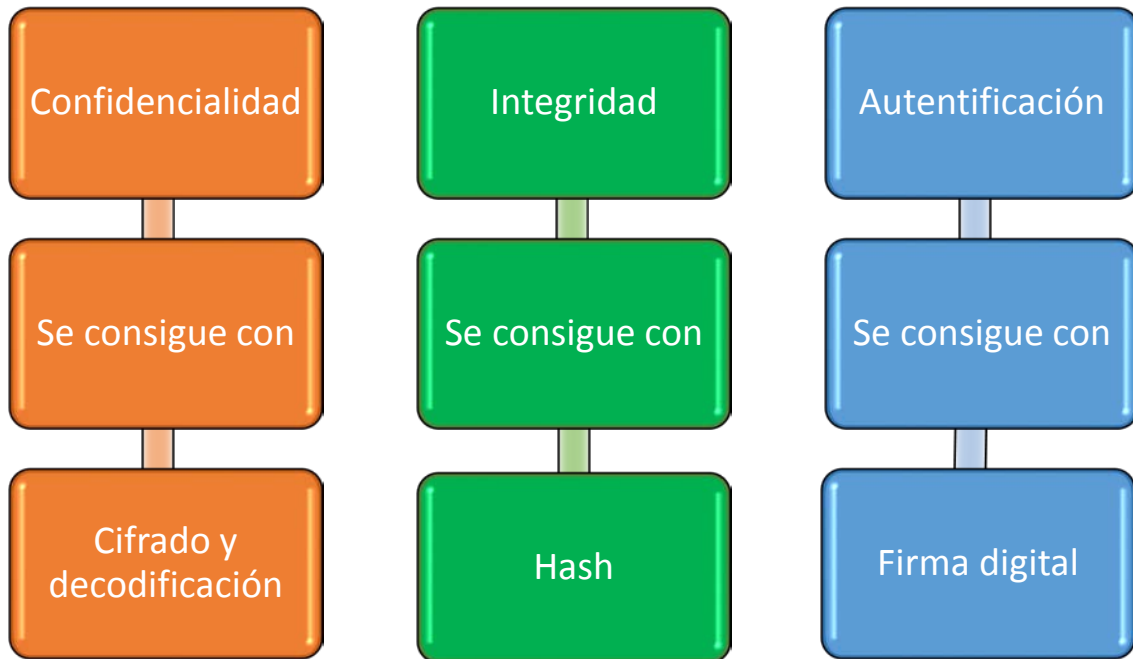 Confidencialidad
Integridad
Autentificación
Se consigue con
Se consigue con
Se consigue con
Cifrado y
decodificación
Hash
Firma digital